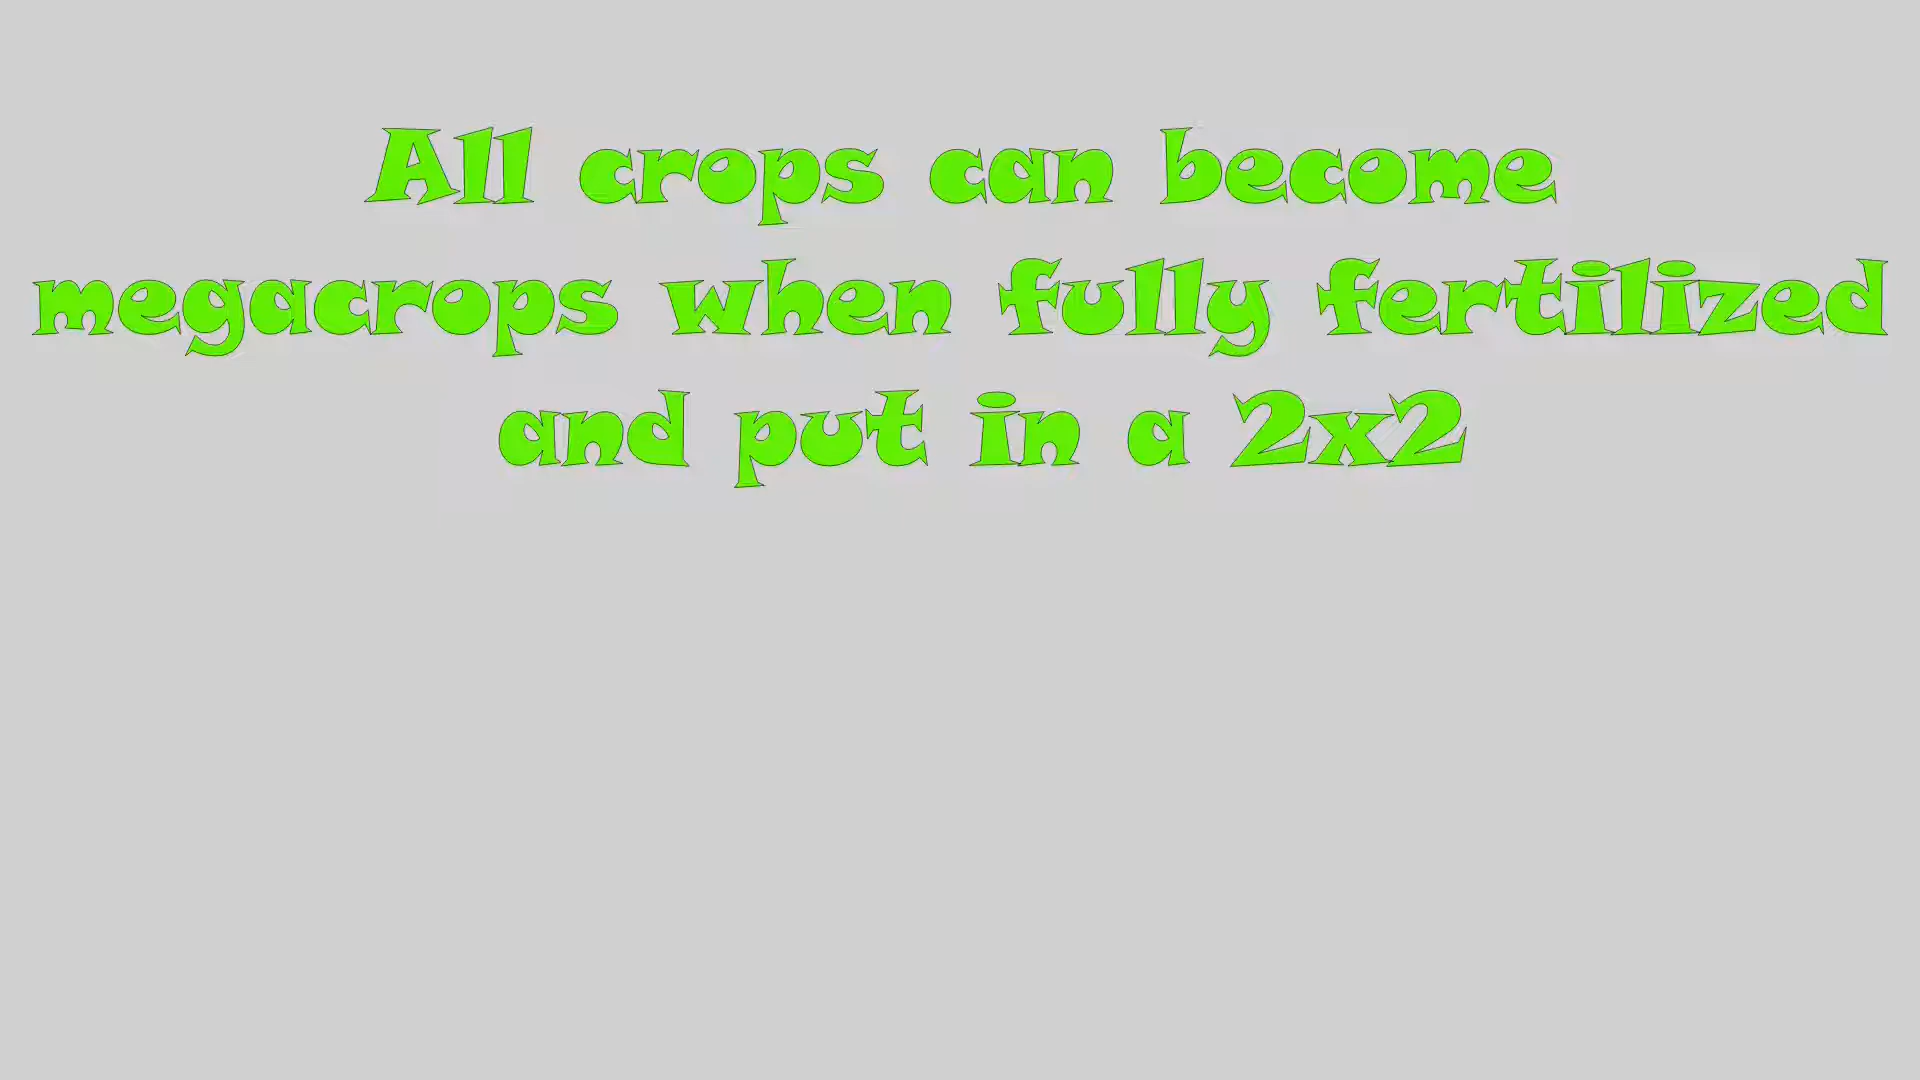 All crops can become
megacrops when fully fertilized
and put in a 2x2